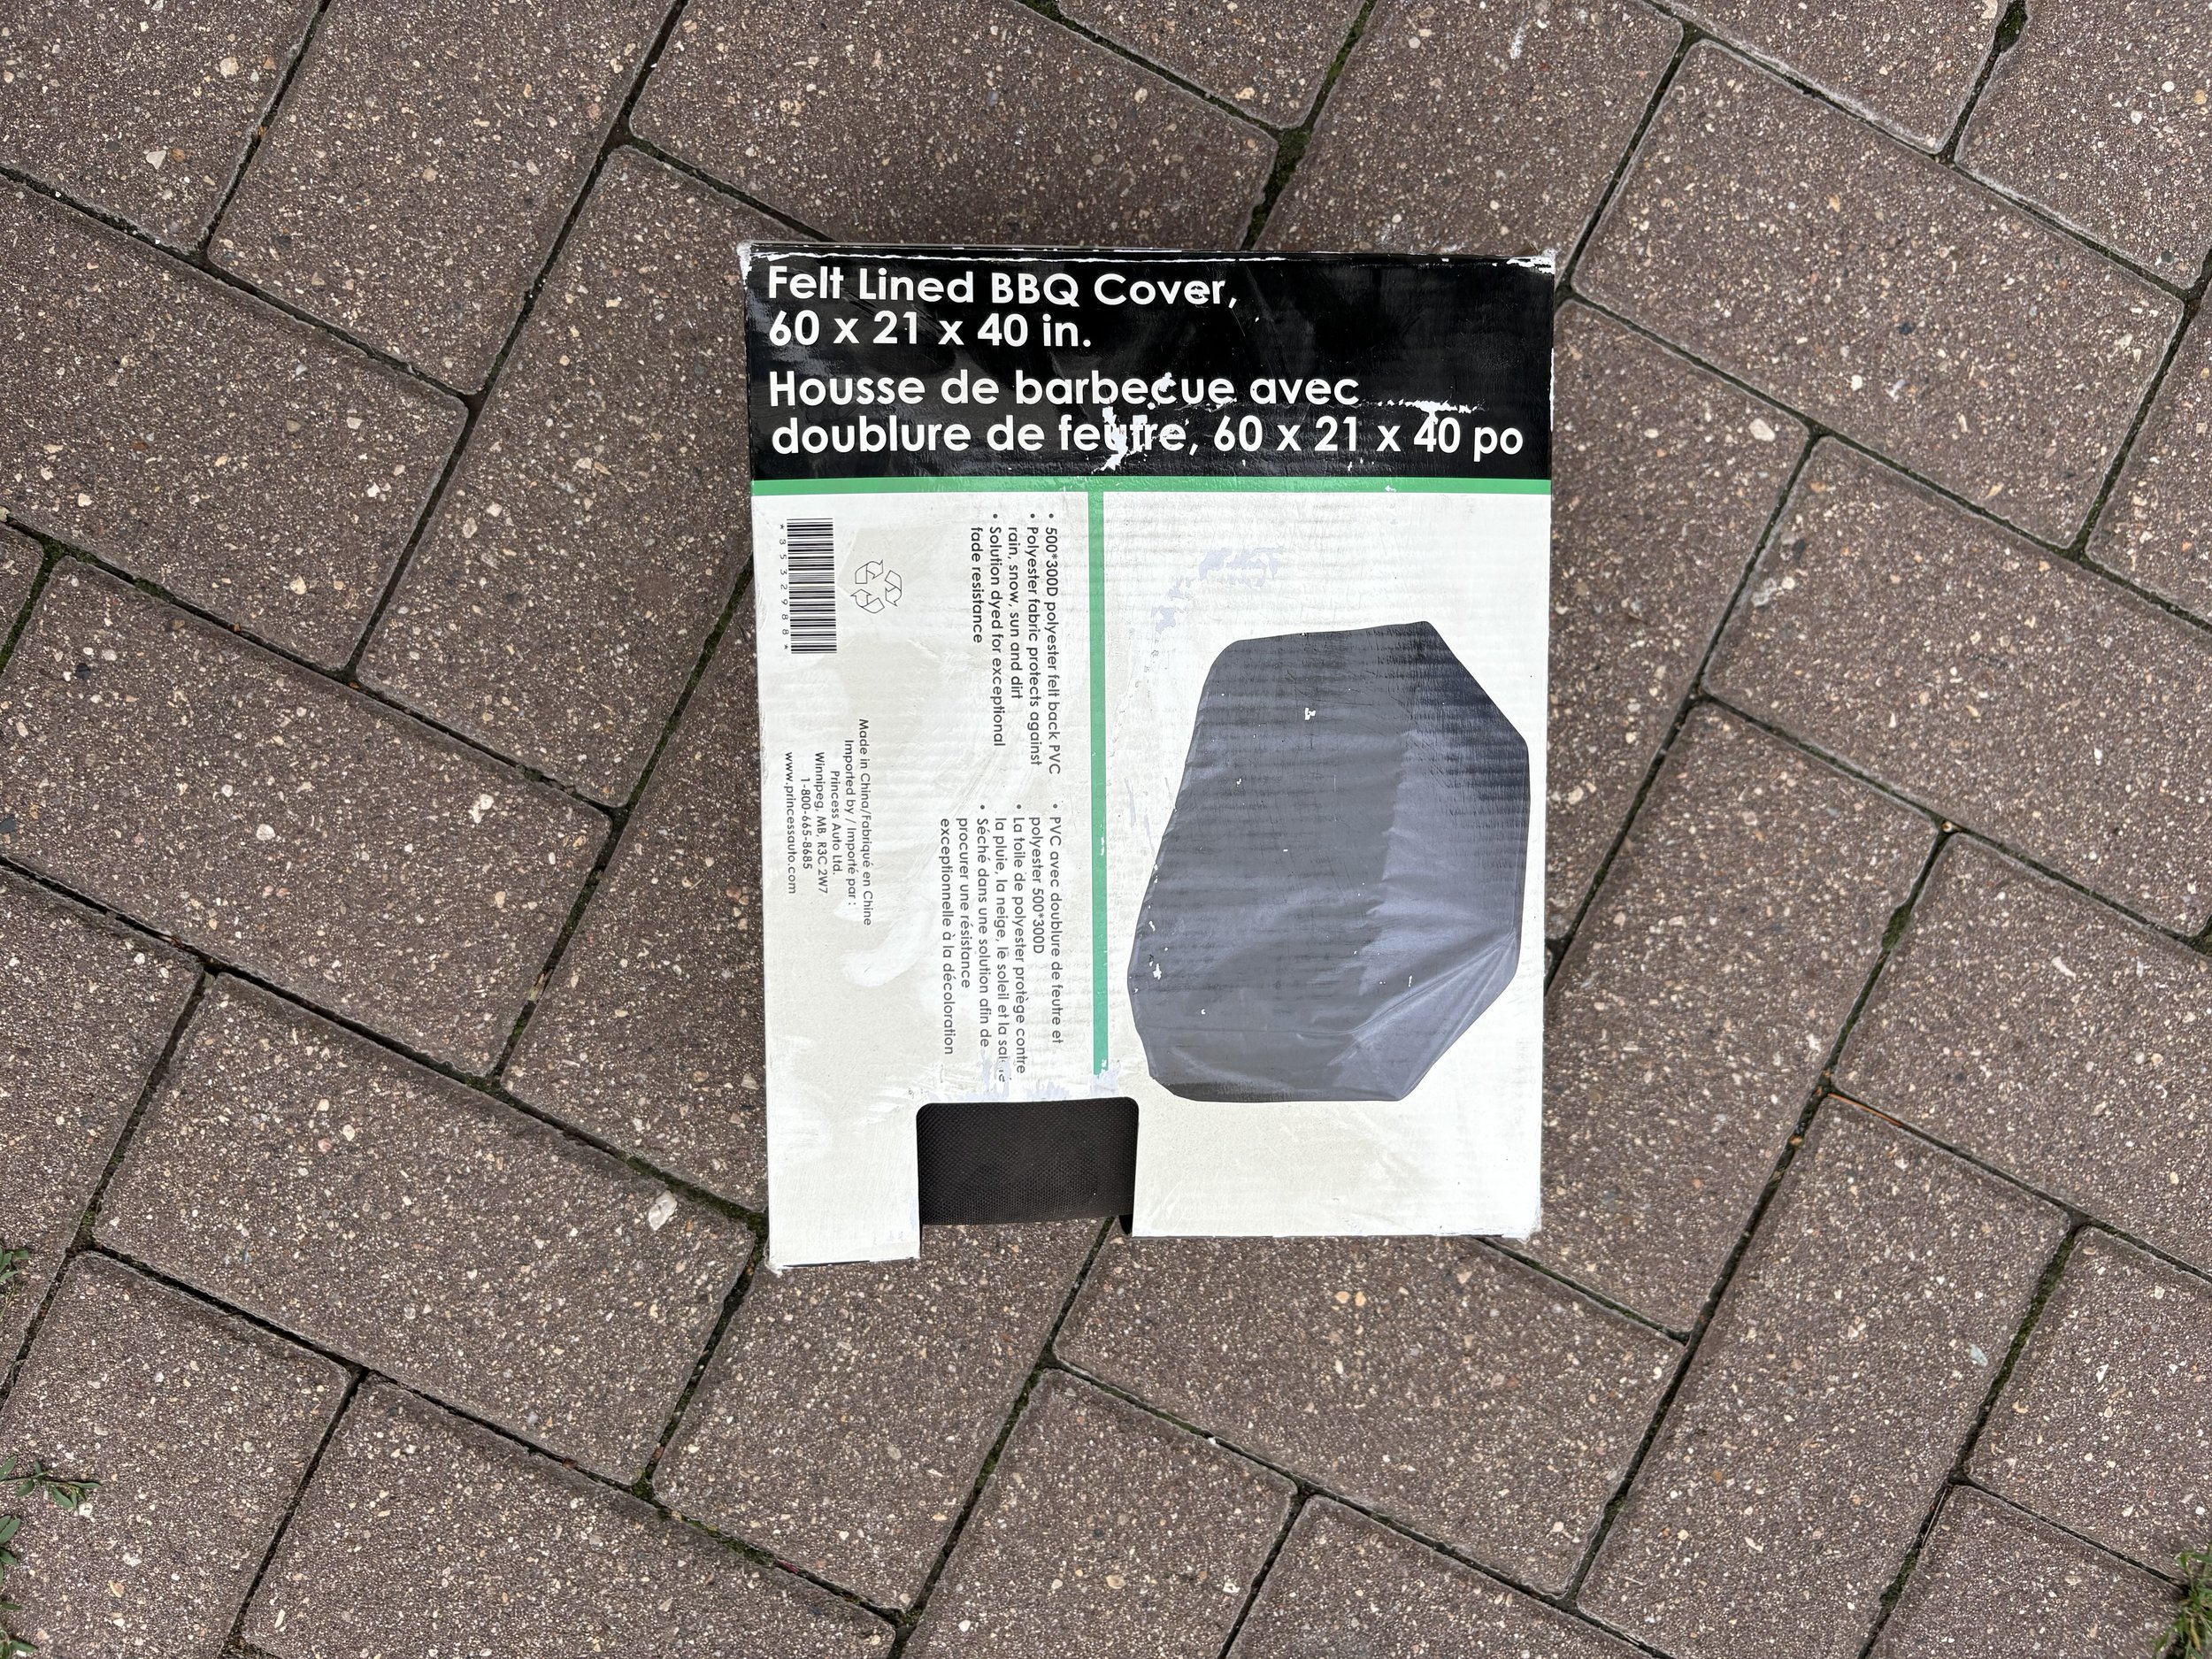 Felt Lined BBQ Cover,
60 x 21 x 40 in.
Housse de barbecue avec
doublure de feutre, 60 x 21 x 40 po
• 500*300D polyester felt back PVC
• Polyester fabric protects against
rain, snow, sun and dirt
• Solution dyed for exceptional
fade resistance
• PVC avec doublure de feutre et
polyester 500*300D
• La toile de polyester protège contre
la pluie, la neige, le soleil et la saleté
• Séché dans une solution afin de
procurer une résistance
exceptionnelle à la décoloration
*3532988*
Made in China/Fabriqué en Chine
Imported by / Importé par :
Princess Auto Ltd.
Winnipeg, MB, R3C 2W7
1-800-665-8685
www.princessauto.com